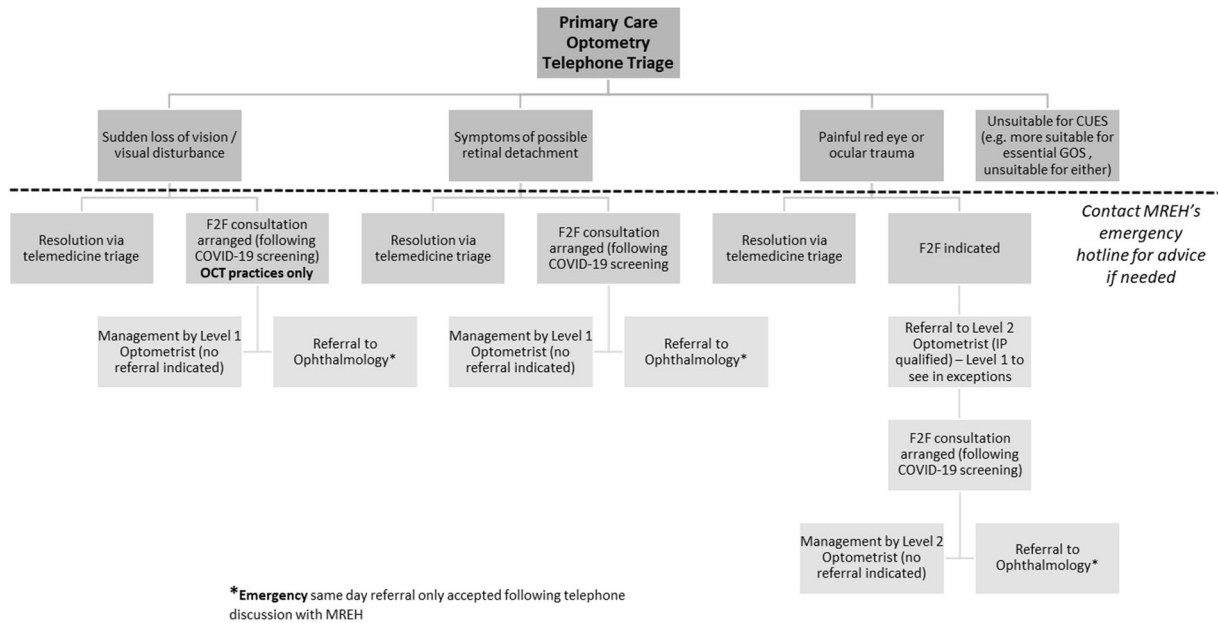 Primary Care
Optometry
Telephone Triage
Sudden loss of vision /
visual disturbance
Symptoms of possible
retinal detachment
Painful red eye or
ocular trauma
Unsuitable for CUES
(e.g. more suitable for
essential GOS ,
unsuitable for either)
Resolution via
telemedicine triage
F2F consultation
arranged (following
COVID-19 screening)
OCT practices only
Resolution via
telemedicine triage
F2F consultation
arranged (following
COVID-19 screening
Resolution via
telemedicine triage
F2F indicated
Contact MREH's
emergency
hotline for advice
if needed
Management by Level 1
Optometrist (no
referral indicated)
Referral to
Ophthalmology*
Management by Level 1
Optometrist (no
referral indicated)
Referral to
Ophthalmology*
Referral to Level 2
Optometrist (IP
qualified) – Level 1 to
see in exceptions
F2F consultation
arranged (following
COVID-19 screening)
Management by Level 2
Optometrist (no
referral indicated)
Referral to
Ophthalmology*
*Emergency same day referral only accepted following telephone
discussion with MREH